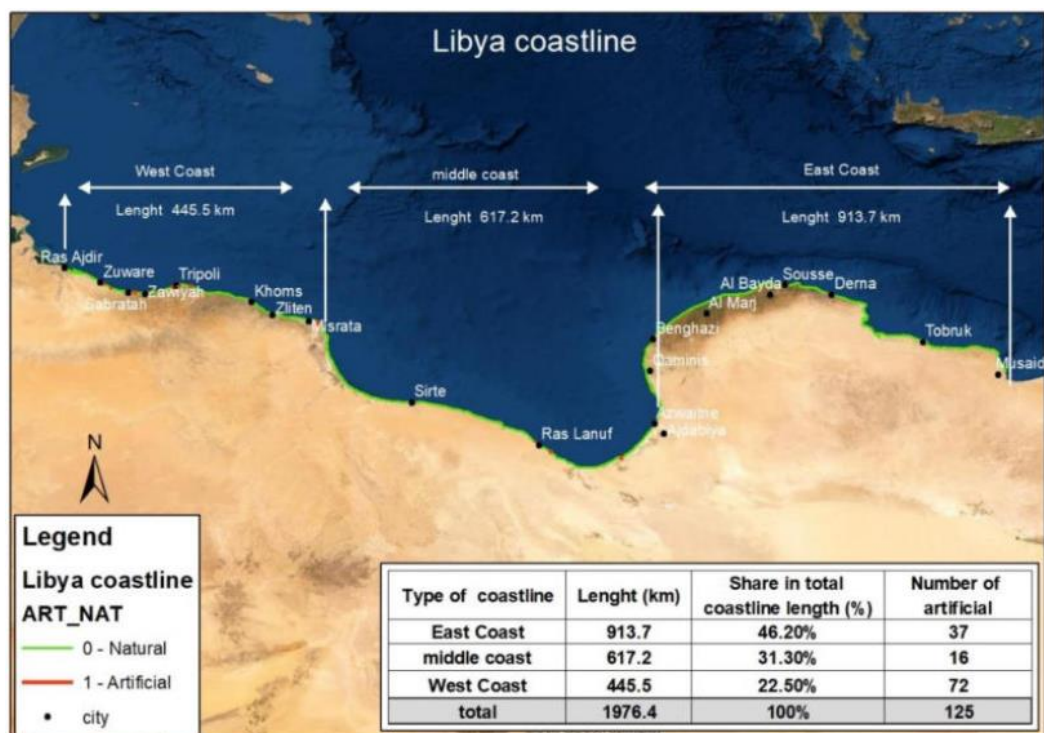 Libya coastline
West Coast
middle coast
East Coast
Lenght 445.5 km
Lenght 617.2 km
Lenght 913.7 km
Ras Ajdir
Zuware
Tripoli
Sabratah
Zawiyah
Khoms
Zliten
Misrata
Sirte
Ras Lanuf
Al Bayda
Sousse
Derna
Al Marj
Benghazi
Qaminis
Tobruk
Musaid
Azwaitne
Ajdabiya
N
Legend
Libya coastline
ART_NAT
0 - Natural
1 - Artificial
city
Type of coastline Lenght (km) Share in total coastline length (%) Number of artificial
East Coast 913.7 46.20% 37
middle coast 617.2 31.30% 16
West Coast 445.5 22.50% 72
total 1976.4 100% 125